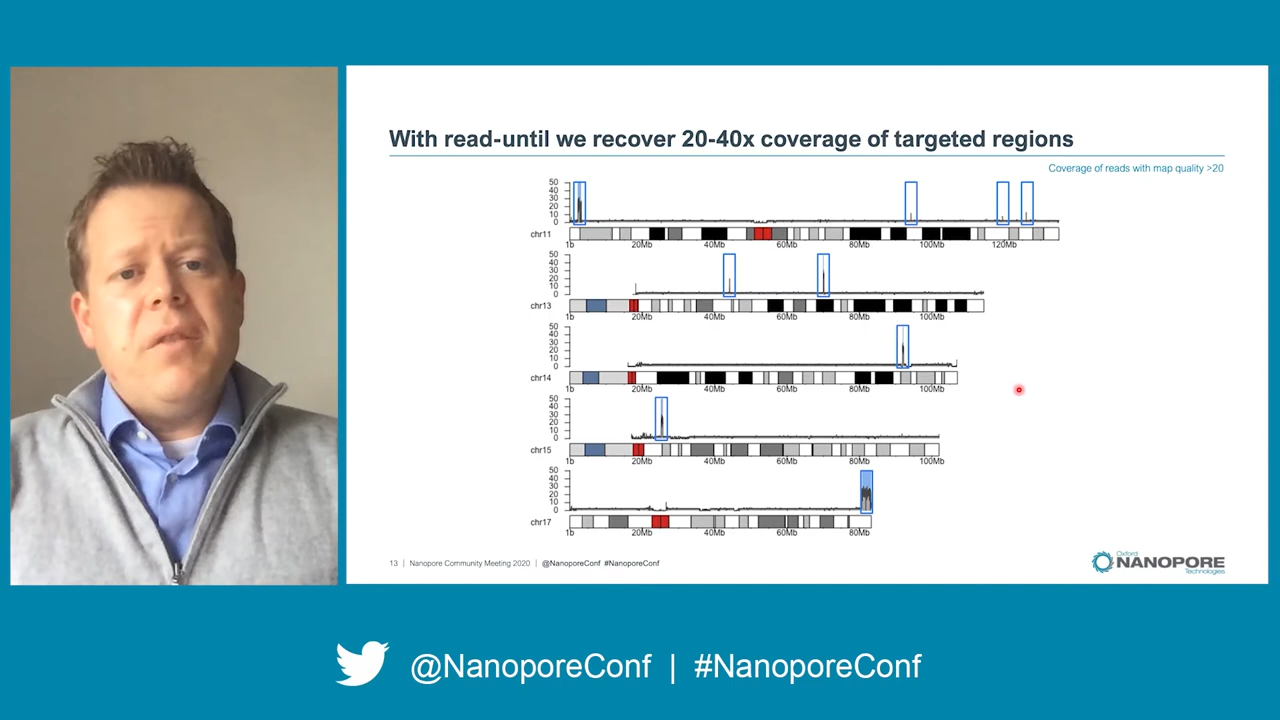 With read-until we recover 20-40x coverage of targeted regions
Coverage of reads with map quality >20
50
40
30
20
10
0
chr11
1b 20Mb 40Mb 60Mb 80Mb 100Mb 120Mb
50
40
30
20
10
0
chr13
1b 20Mb 40Mb 60Mb 80Mb 100Mb
50
40
30
20
10
0
chr14
1b 20Mb 40Mb 60Mb 80Mb 100Mb
50
40
30
20
10
0
chr15
1b 20Mb 40Mb 60Mb 80Mb 100Mb
50
40
30
20
10
0
chr17
1b 20Mb 40Mb 60Mb 80Mb
13 | Nanopore Community Meeting 2020 | @NanoporeConf #NanoporeConf
Oxford
NANOPORE
Technologies
@NanoporeConf | #NanoporeConf